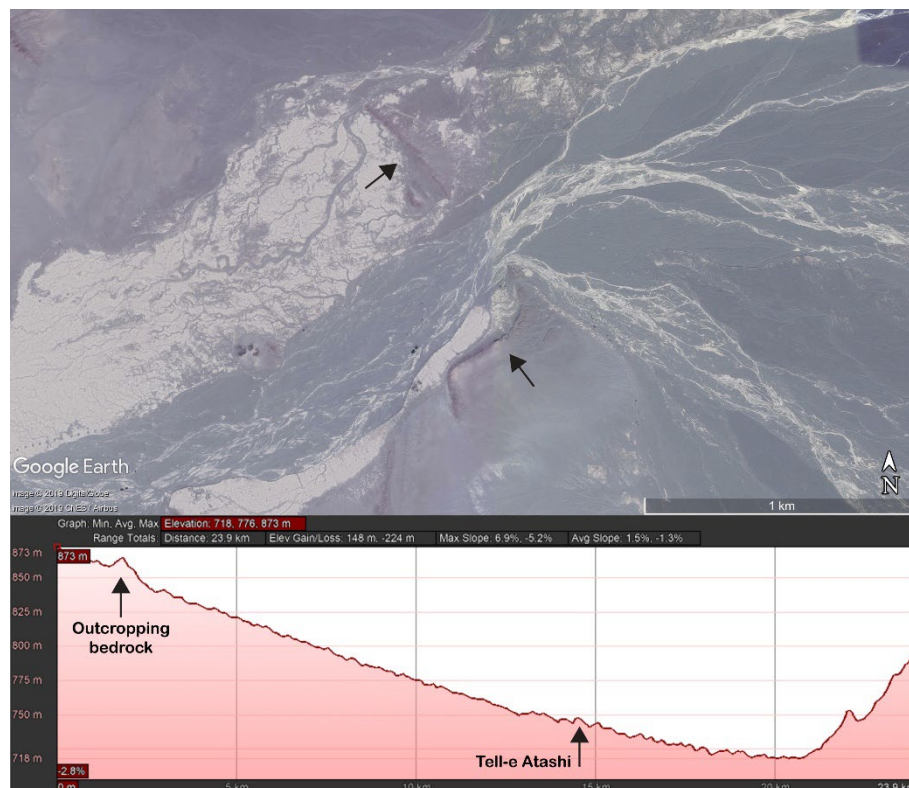 N
1 km
Google Earth
Image © 2019 DigitalGlobe
Image © 2019 CNES / Airbus
Graph: Min, Avg, Max Elevation: 718, 776, 873 m
Range Totals: Distance: 23.9 km Elev Gain/Loss: 148 m, -224 m Max Slope: 6.9%, -5.2% Avg Slope: 1.5%, -1.3%
873 m
873 m
850 m
825 m
Outcropping
bedrock
800 m
775 m
750 m
Tell-e Atashi
718 m
-2.8%
0 m 5 km 10 km 15 km 20 km 23.9 km